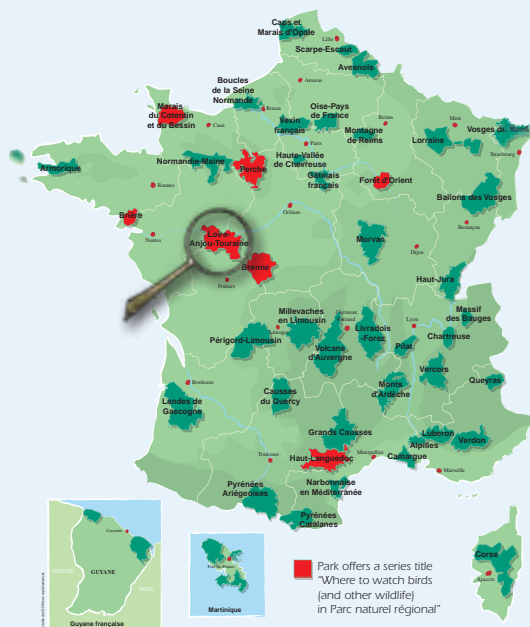 Caps et
Marais d'Opale
Lille
Scarpe-Escaut
Avesnois
Amiens
Boucles
de la Seine
Normande
Rouen
Oise-Pays
de France
Vexin
français
Reims
Montagne
de Reims
Metz
Lorraine
Vosges du Nord
Strasbourg
Marais
du Cotentin
et du Bessin
Caen
Paris
Armorique
Normandie-Maine
Perche
Haute-Vallée
de Chevreuse
Gâtinais
français
Forêt d'Orient
Ballons des Vosges
Rennes
Orléans
Brière
Nantes
Loire-
Anjou-Touraine
Morvan
Besançon
Dijon
Brenne
Poitiers
Haut-Jura
Millevaches
en Limousin
Limoges
Clermont
Ferrand
Livradois
-Forez
Lyon
Massif
des Bauges
Chartreuse
Périgord-Limousin
Volcans
d'Auvergne
Pilat
Vercors
Queyras
Bordeaux
Landes de
Gascogne
Causses
du Quercy
Monts
d'Ardèche
Grands Causses
Luberon
Alpilles
Verdon
Toulouse
Haut-Languedoc
Montpellier
Camargue
Marseille
Pyrénées
Ariégeoises
Narbonnaise
en Méditerranée
Pyrénées
Catalanes
Cayenne
GUYANE
Guyane française
Fort-de-France
Martinique
Corse
Ajaccio
Park offers a series title
"Where to watch birds
(and other wildlife)
in Parc naturel régional"